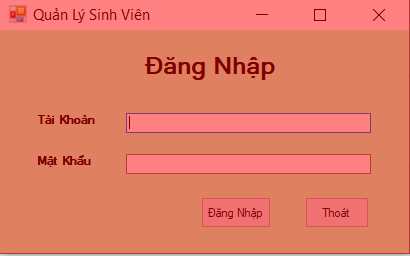 Quản Lý Sinh Viên
Đăng Nhập
Tài Khoản
Mật Khẩu
Đăng Nhập
Thoát